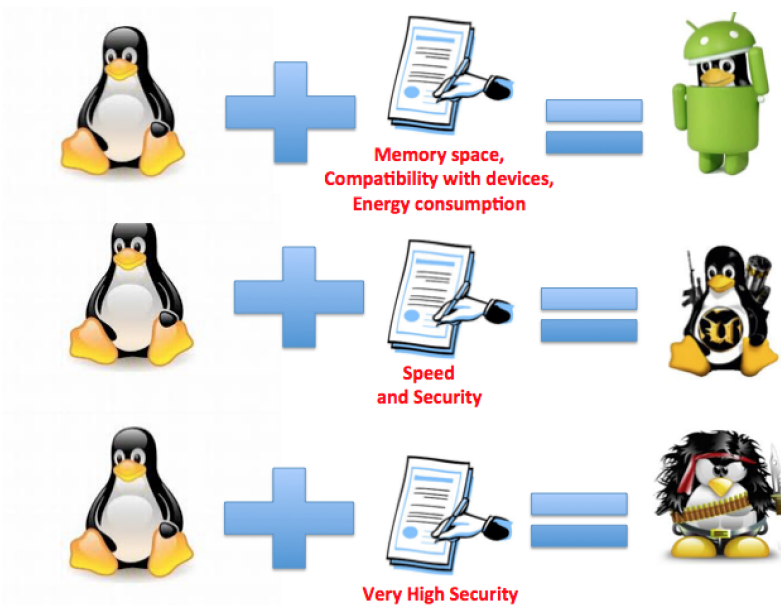 Memory space,
Compatibility with devices,
Energy consumption
Speed
and Security
Very High Security